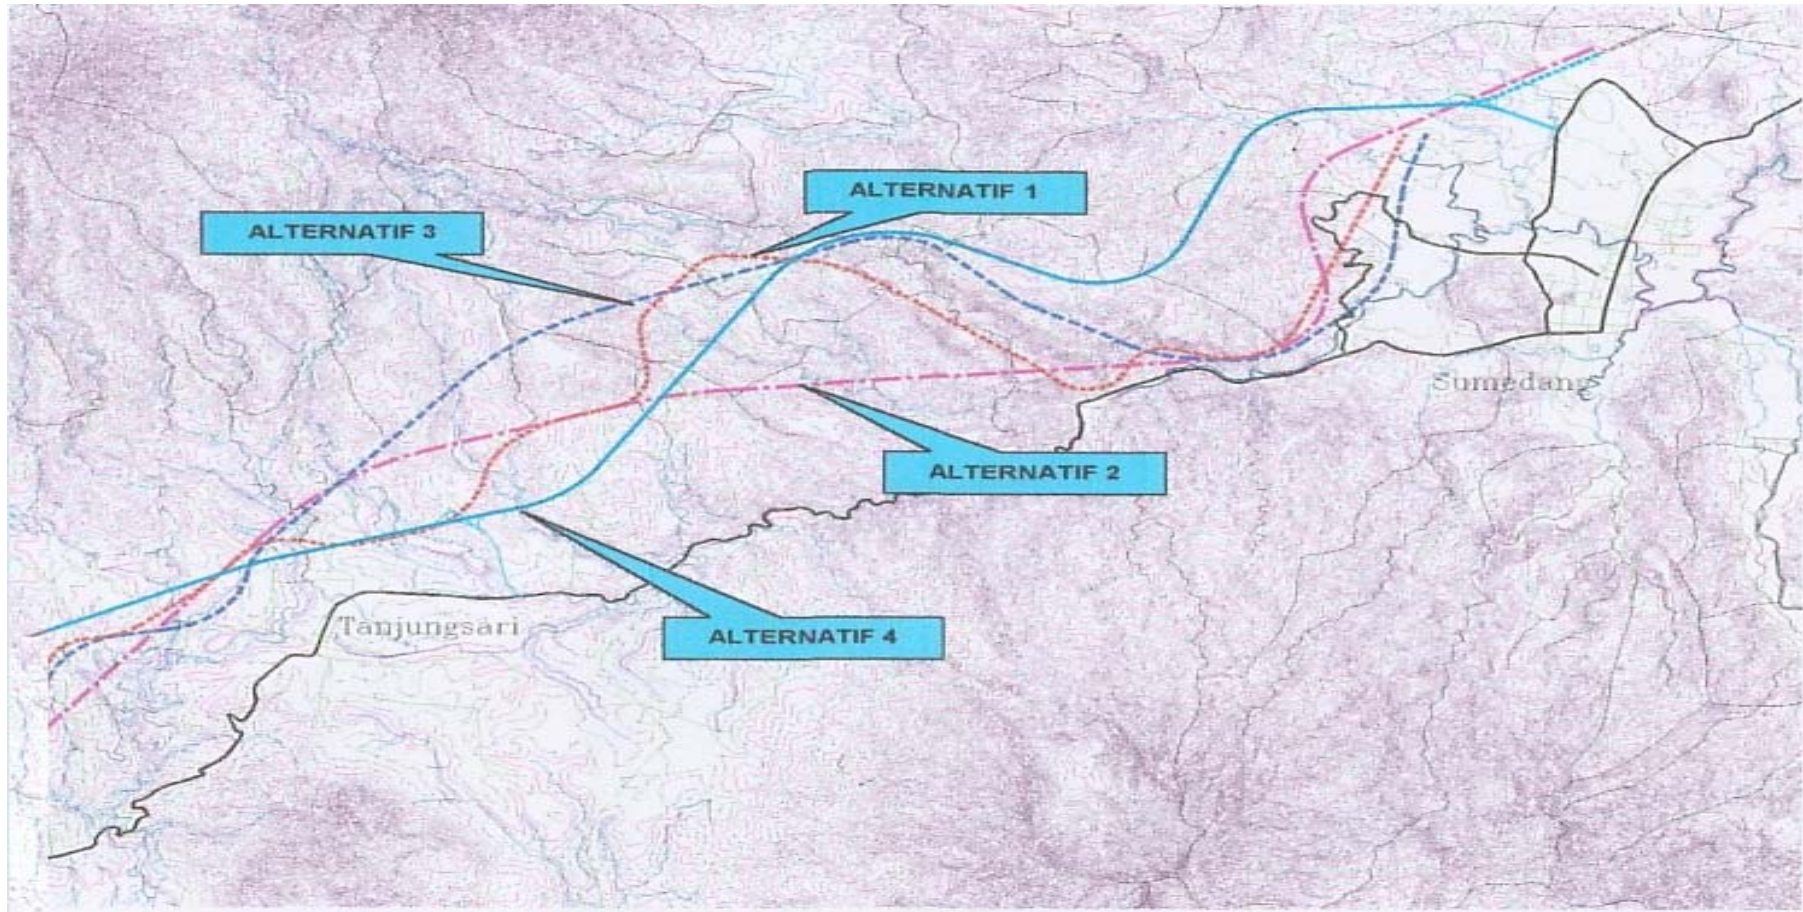 ALTERNATIF 1
ALTERNATIF 3
Sumedang
ALTERNATIF 2
Tanjungsari
ALTERNATIF 4